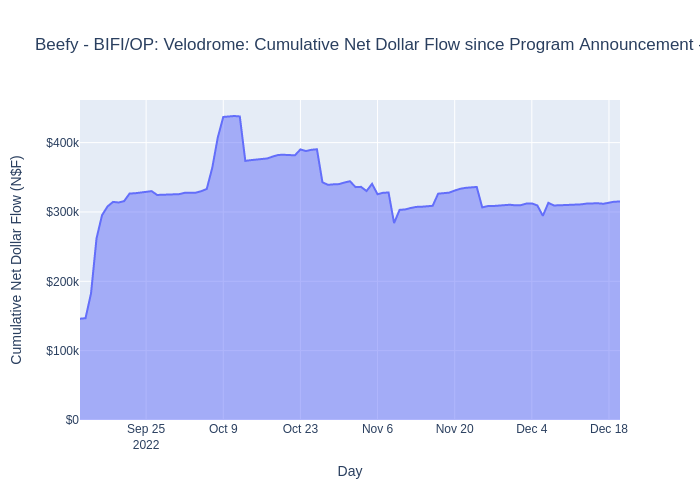 Beefy - BIFI/OP: Velodrome: Cumulative Net Dollar Flow since Program Announcement -
Cumulative Net Dollar Flow (N$F)
$400k
$300k
$200k
$100k
$0
Sep 25
2022
Oct 9
Oct 23
Nov 6
Nov 20
Dec 4
Dec 18
Day